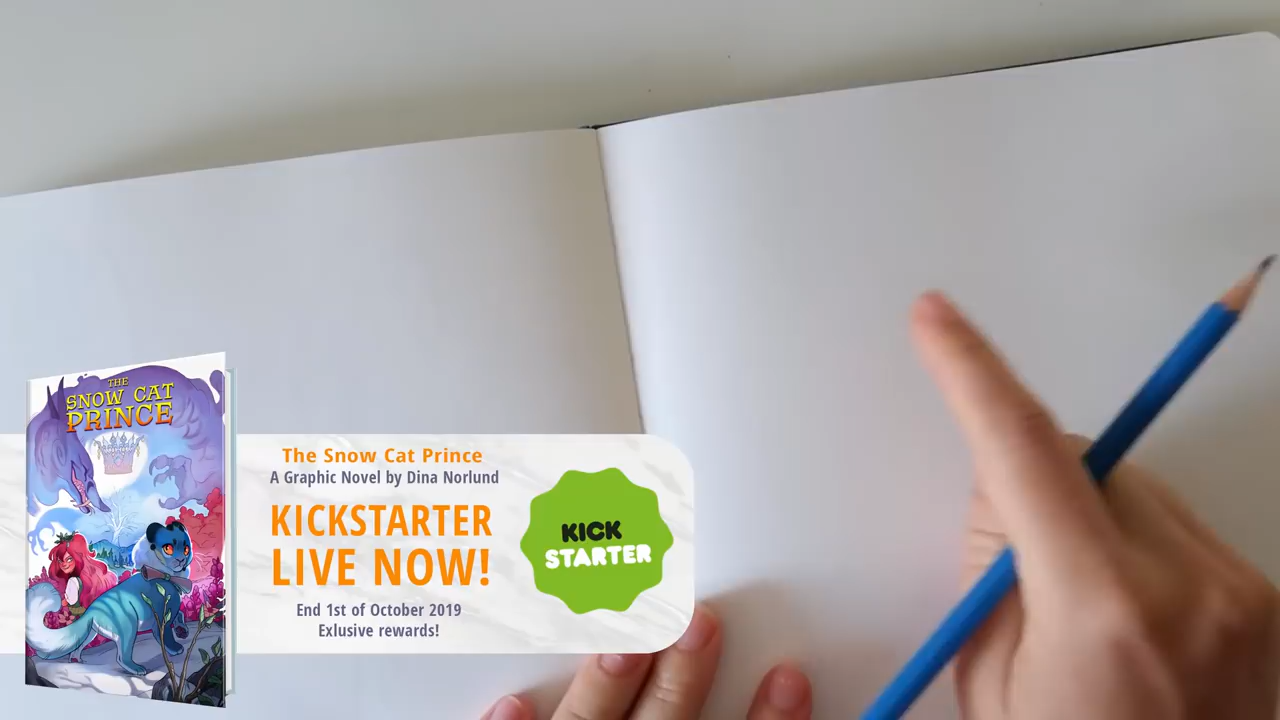 THE
SNOW CAT
PRINCE
The Snow Cat Prince
A Graphic Novel by Dina Norlund
KICKSTARTER
LIVE NOW!
End 1st of October 2019
Exlusive rewards!
KICK
STARTER